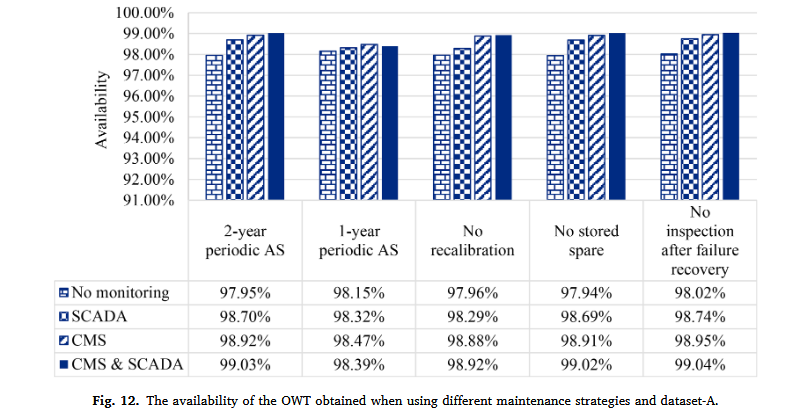 100.00%
99.00%
98.00%
97.00%
96.00%
95.00%
94.00%
93.00%
92.00%
91.00%
Availability
2-year periodic AS
1-year periodic AS
No recalibration
No stored spare
No inspection after failure recovery
No monitoring 97.95% 98.15% 97.96% 97.94% 98.02%
SCADA 98.70% 98.32% 98.29% 98.69% 98.74%
CMS 98.92% 98.47% 98.88% 98.91% 98.95%
CMS & SCADA 99.03% 98.39% 98.92% 99.02% 99.04%
Fig. 12. The availability of the OWT obtained when using different maintenance strategies and dataset-A.